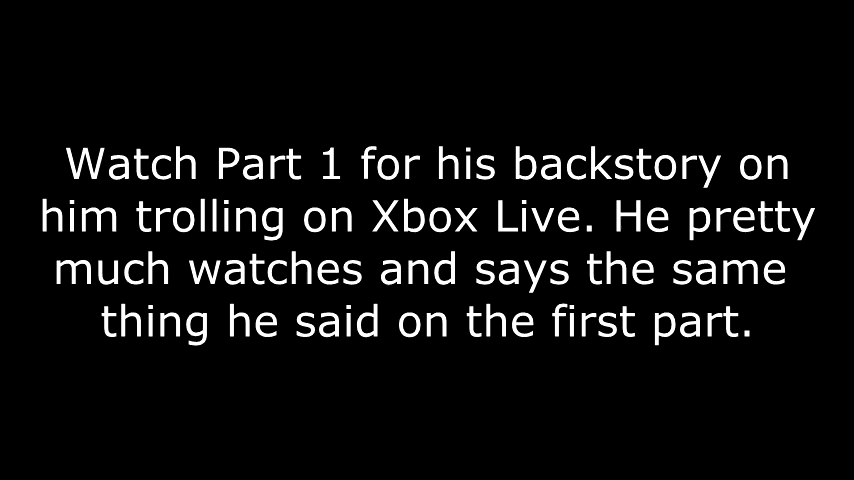 Watch Part 1 for his backstory on
him trolling on Xbox Live. He pretty
much watches and says the same
thing he said on the first part.